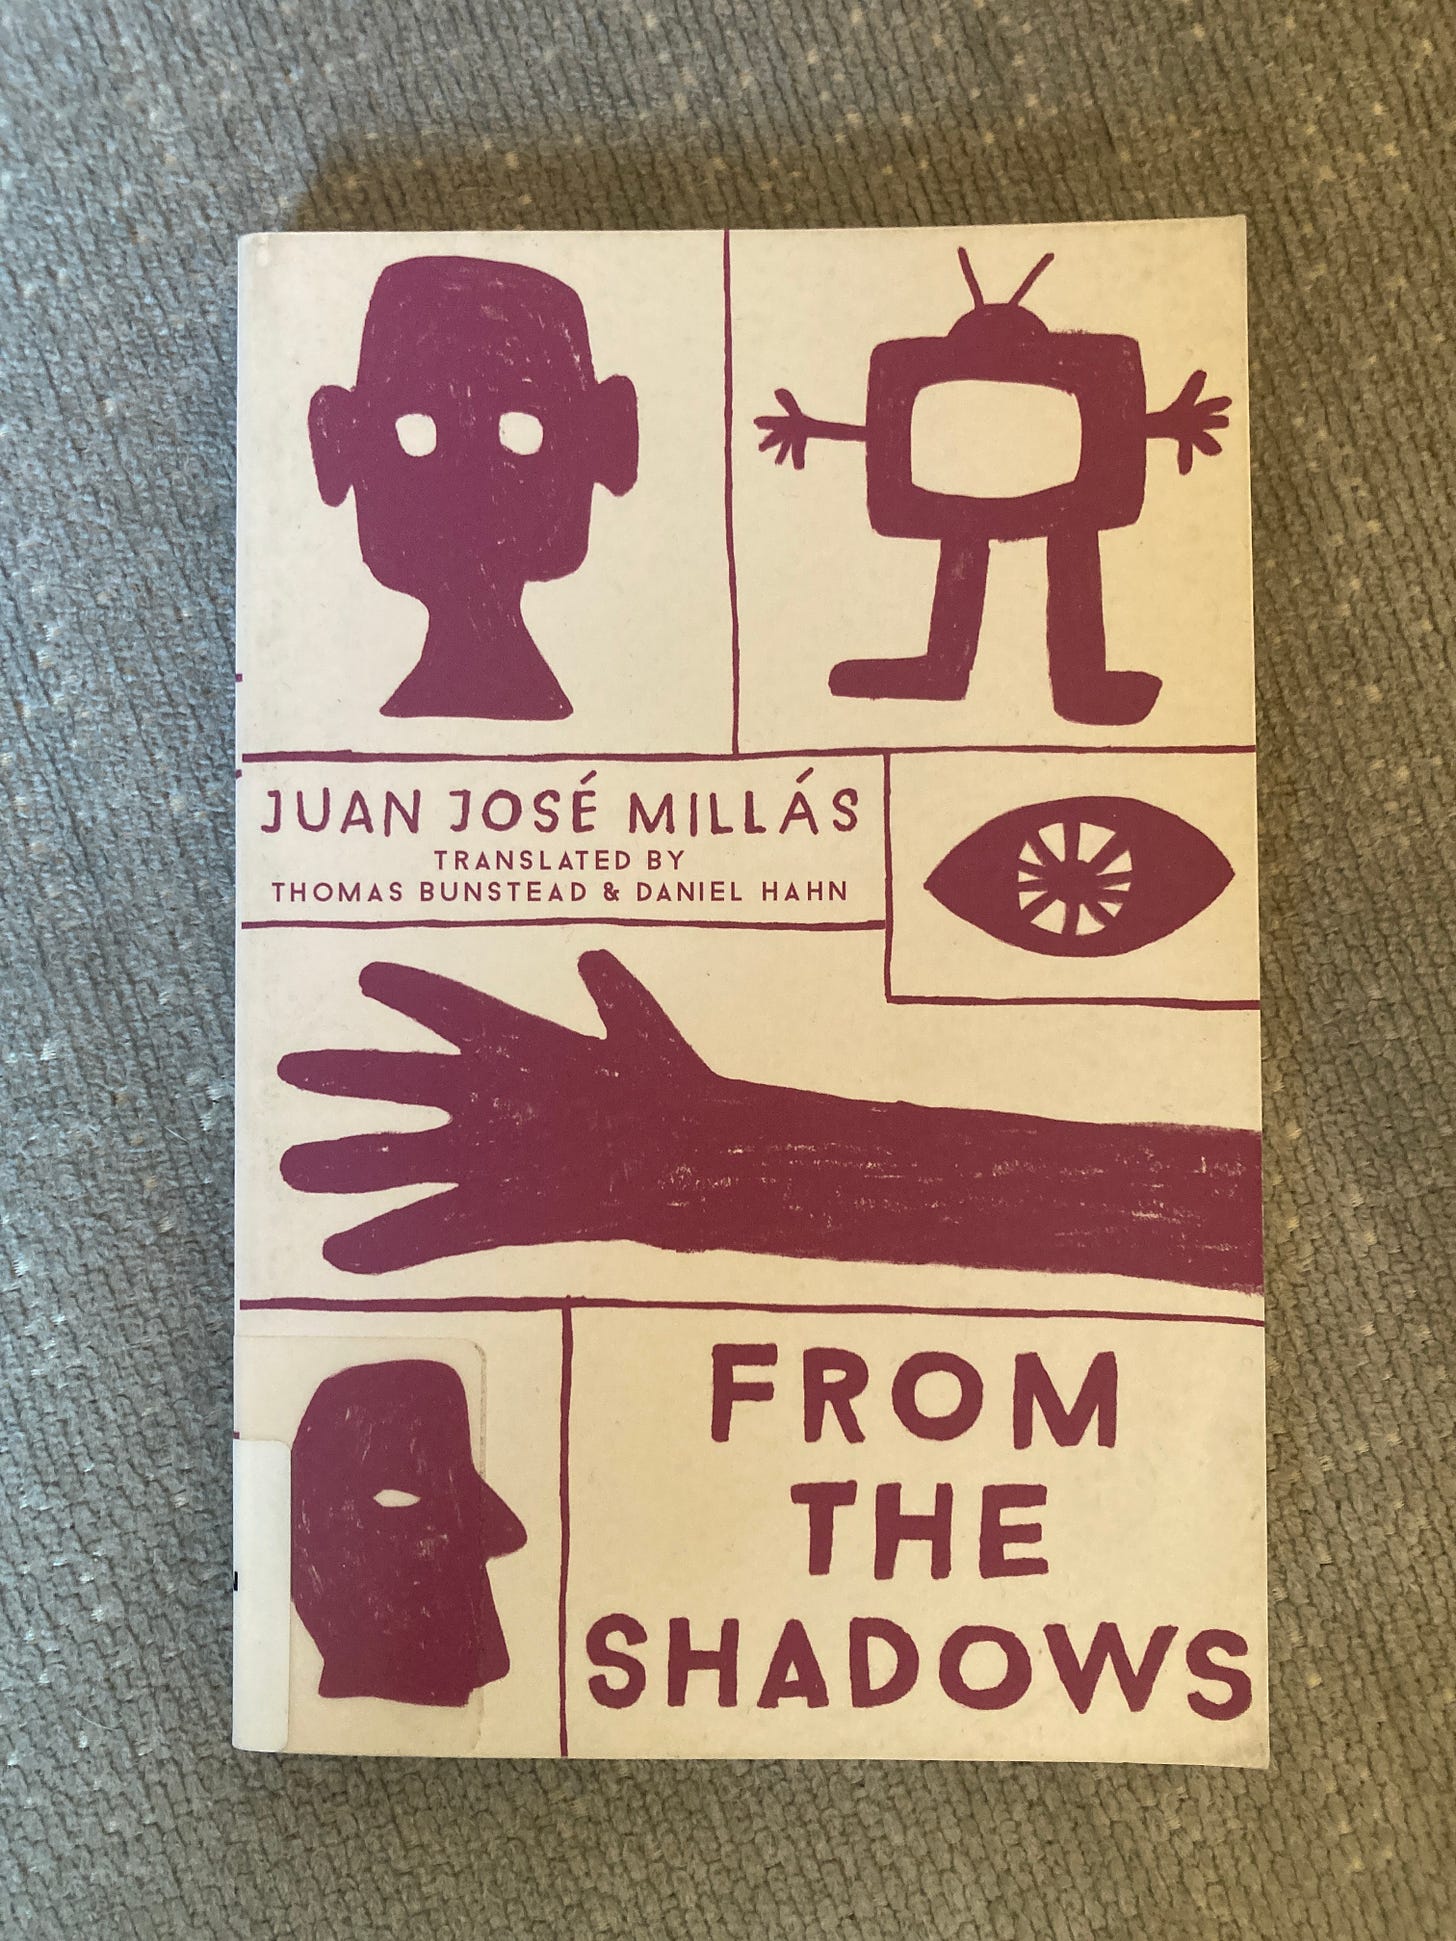 JUAN JOSÉ MILLÁS
TRANSLATED BY
THOMAS BUNSTEAD & DANIEL HAHN
FROM
THE
SHADOWS